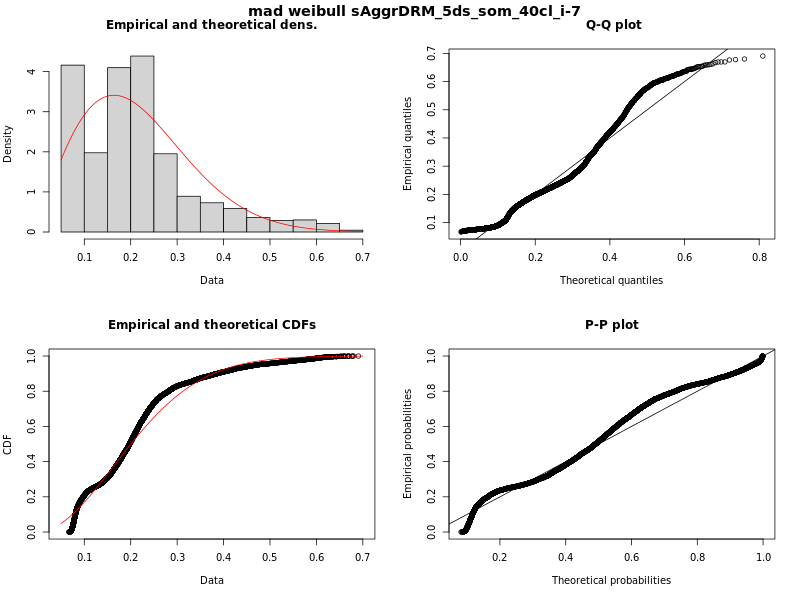 mad weibull sAggrDRM_5ds_som_40cl_i-7
Empirical and theoretical dens.
Density
0 1 2 3 4
0.1 0.2 0.3 0.4 0.5 0.6 0.7
Data
Q-Q plot
Empirical quantiles
0.1 0.2 0.3 0.4 0.5 0.6 0.7
0.0 0.2 0.4 0.6 0.8
Theoretical quantiles
Empirical and theoretical CDFs
CDF
0.0 0.2 0.4 0.6 0.8 1.0
0.1 0.2 0.3 0.4 0.5 0.6 0.7
Data
P-P plot
Empirical probabilities
0.0 0.2 0.4 0.6 0.8 1.0
0.2 0.4 0.6 0.8 1.0
Theoretical probabilities